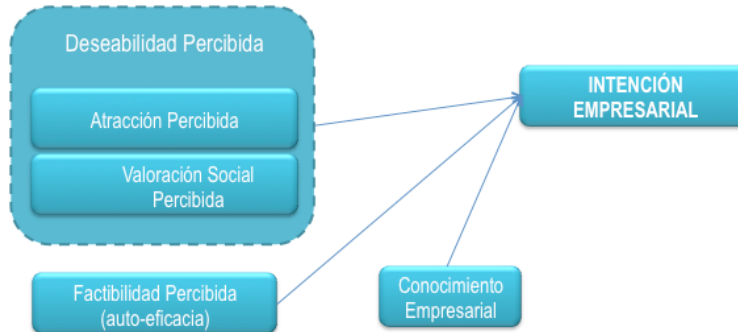 Deseabilidad Percibida
Atracción Percibida
Valoración Social
Percibida
INTENCIÓN
EMPRESARIAL
Factibilidad Percibida
(auto-eficacia)
Conocimiento
Empresarial